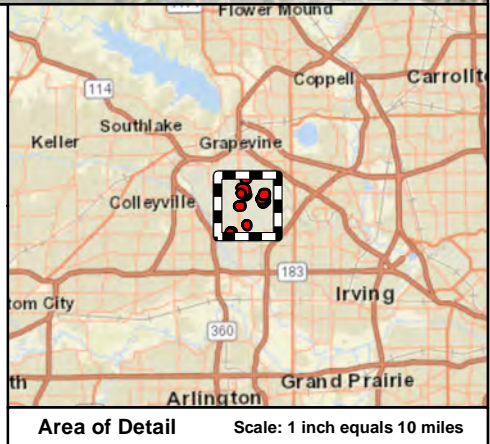 Flower Mound
Coppell
Carrollt
114
Southlake
Keller
Grapevine
Colleyville
183
Irving
tom City
360
th
Grand Prairie
Arlington
Area of Detail
Scale: 1 inch equals 10 miles